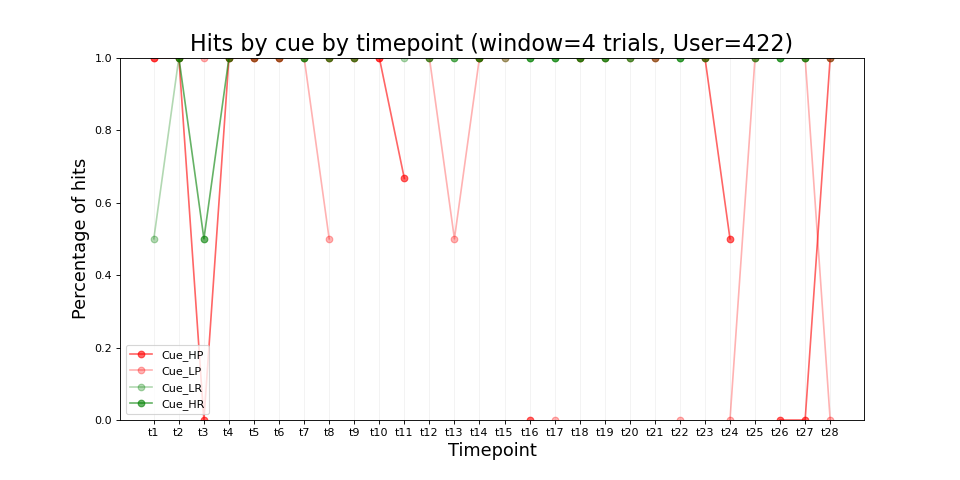 Hits by cue by timepoint (window=4 trials, User=422)
Percentage of hits
1.0
0.8
0.6
0.4
0.2
0.0
Cue_HP
Cue_LP
Cue_LR
Cue_HR
t1 t2 t3 t4 t5 t6 t7 t8 t9 t10 t11 t12 t13 t14 t15 t16 t17 t18 t19 t20 t21 t22 t23 t24 t25 t26 t27 t28
Timepoint